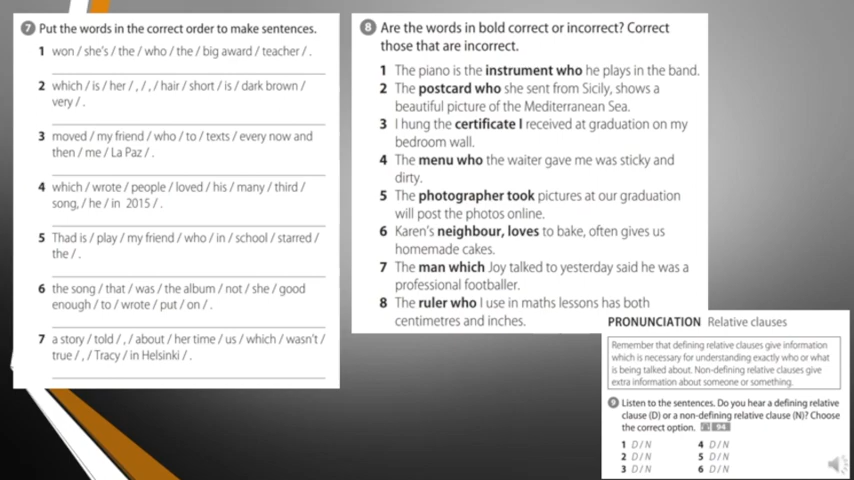 7 Put the words in the correct order to make sentences.
1 won / she's / the / who / the / big award / teacher / .
2 which / is / her / , / , / hair / short / is / dark brown /
very / .
3 moved / my friend / who / to / texts / every now and
then / me / La Paz / .
4 which / wrote / people / loved / his / many / third /
song, / he / in 2015 / .
5 Thad is / play / my friend / who / in / school / starred /
the / .
6 the song / that / was / the album / not / she / good
enough / to / wrote / put / on / .
7 a story / told / , / about / her time / us / which / wasn't /
true / , / Tracy / in Helsinki / .
8 Are the words in bold correct or incorrect? Correct
those that are incorrect.
1 The piano is the instrument who he plays in the band.
2 The postcard who she sent from Sicily, shows a
beautiful picture of the Mediterranean Sea.
3 I hung the certificate I received at graduation on my
bedroom wall.
4 The menu who the waiter gave me was sticky and
dirty.
5 The photographer took pictures at our graduation
will post the photos online.
6 Karen's neighbour, loves to bake, often gives us
homemade cakes.
7 The man which Joy talked to yesterday said he was a
professional footballer.
8 The ruler who I use in maths lessons has both
centimetres and inches.
PRONUNCIATION Relative clauses
Remember that defining relative clauses give information
which is necessary for understanding exactly who or what
is being talked about. Non-defining relative clauses give
extra information about someone or something.
9 Listen to the sentences. Do you hear a defining relative
clause (D) or a non-defining relative clause (N)? Choose
the correct option. 94
1 D / N 4 D / N
2 D / N 5 D / N
3 D / N 6 D / N